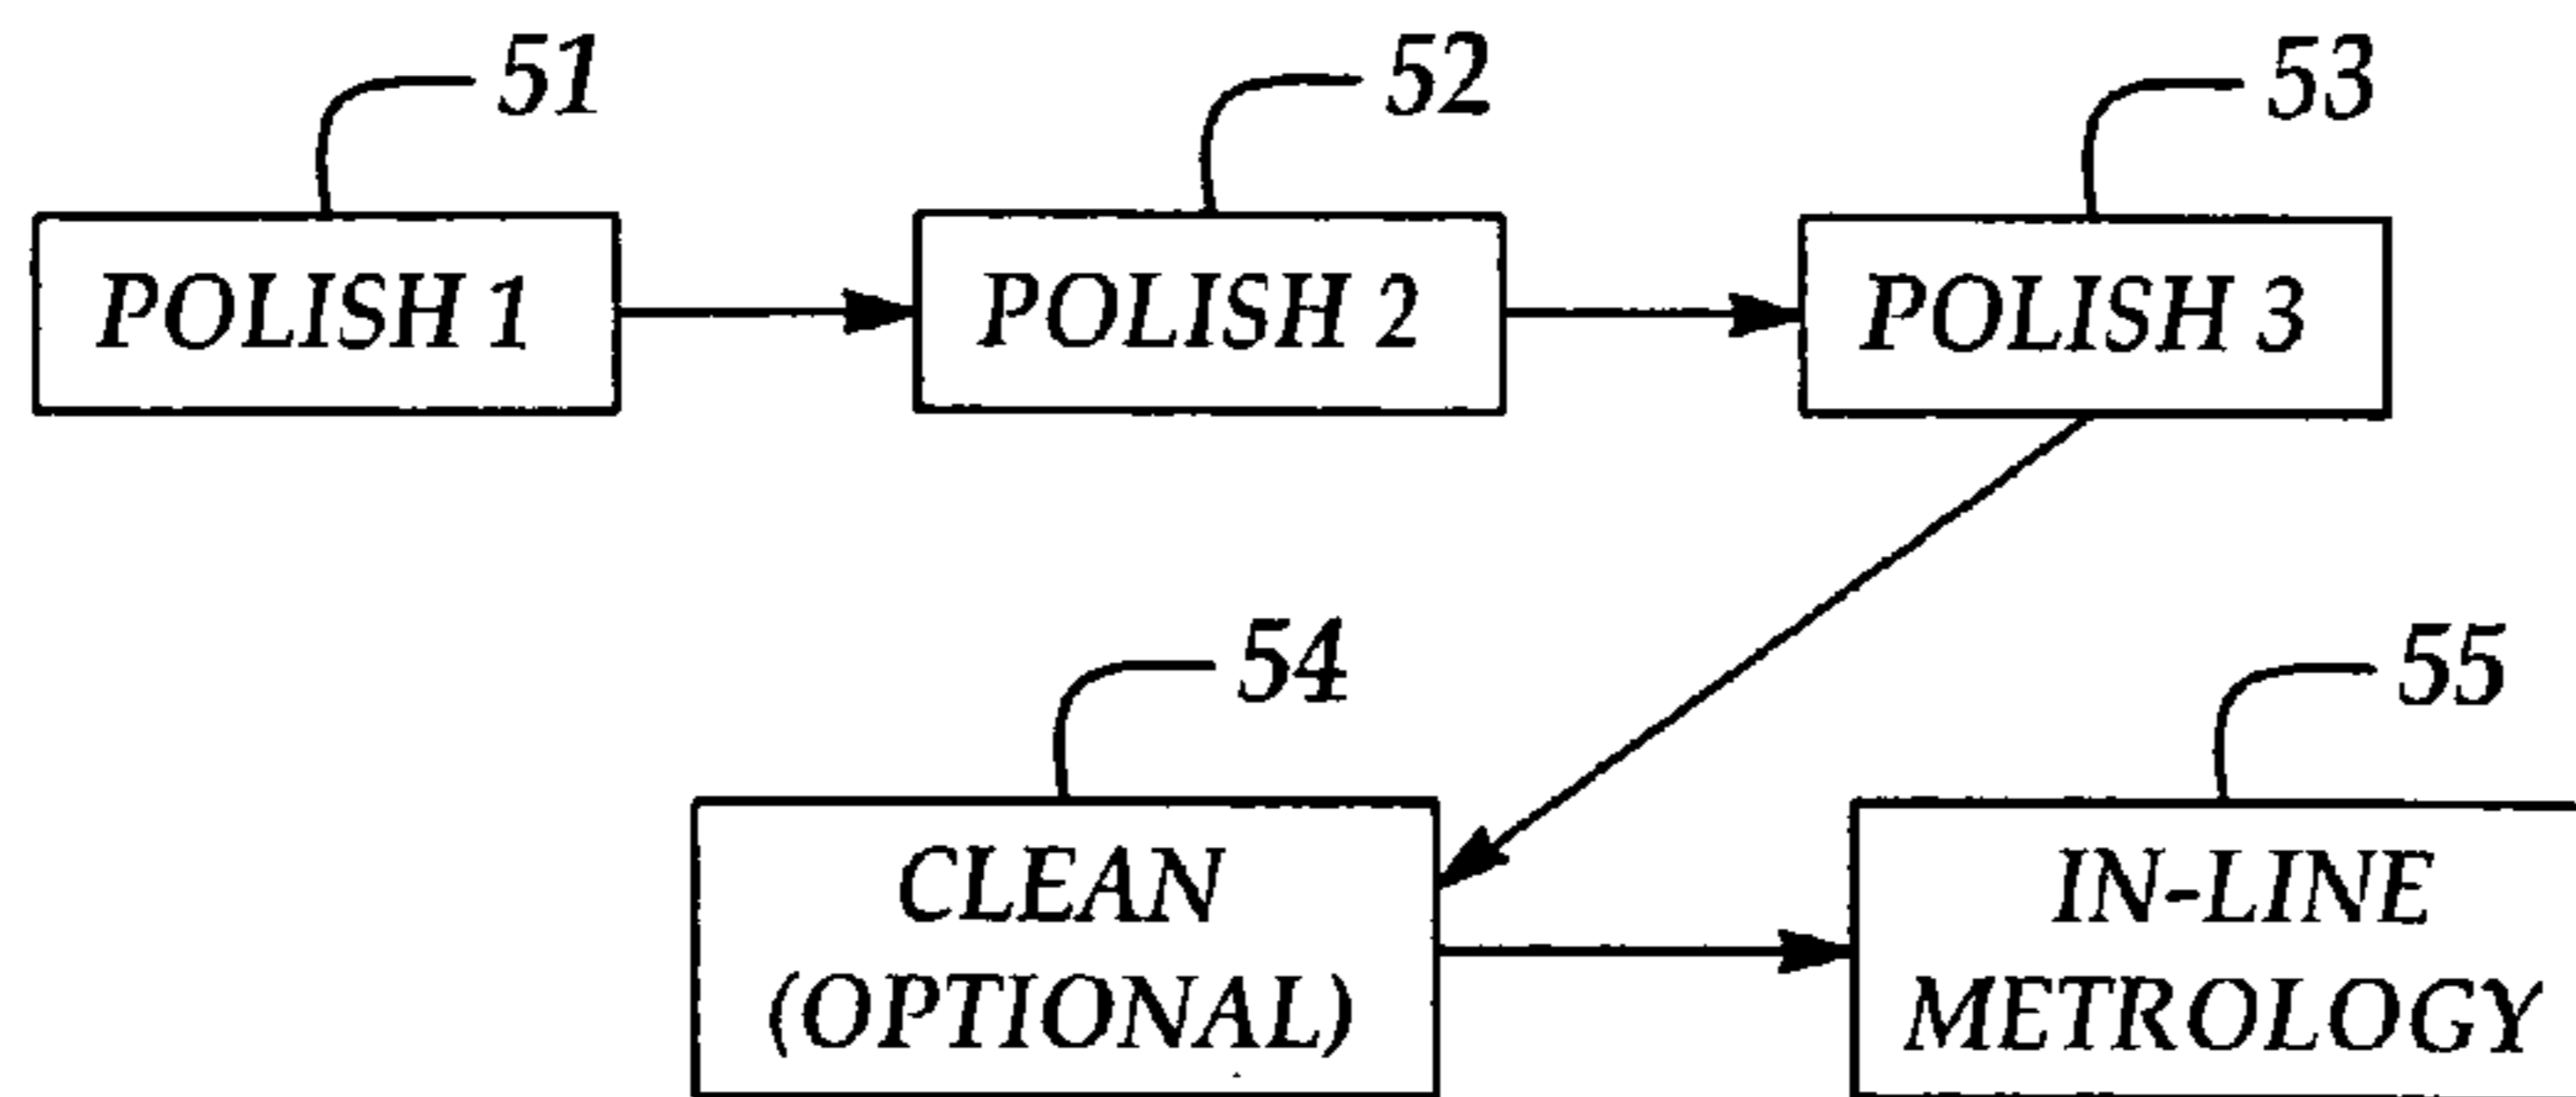 51
52
53
POLISH 1
POLISH 2
POLISH 3
54
55
CLEAN
(OPTIONAL)
IN-LINE
METROLOGY